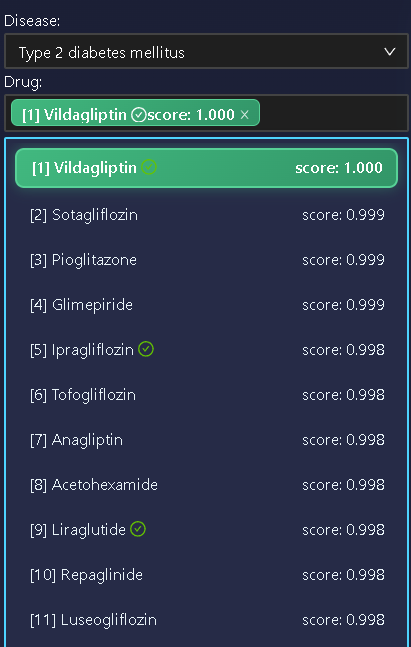 Disease:
Type 2 diabetes mellitus
Drug:
[1] Vildagliptin score: 1.000 ×
[1] Vildagliptin score: 1.000
[2] Sotagliflozin score: 0.999
[3] Pioglitazone score: 0.999
[4] Glimepiride score: 0.999
[5] Ipragliflozin score: 0.998
[6] Tofogliflozin score: 0.998
[7] Anagliptin score: 0.998
[8] Acetohexamide score: 0.998
[9] Liraglutide score: 0.998
[10] Repaglinide score: 0.998
[11] Luseogliflozin score: 0.998